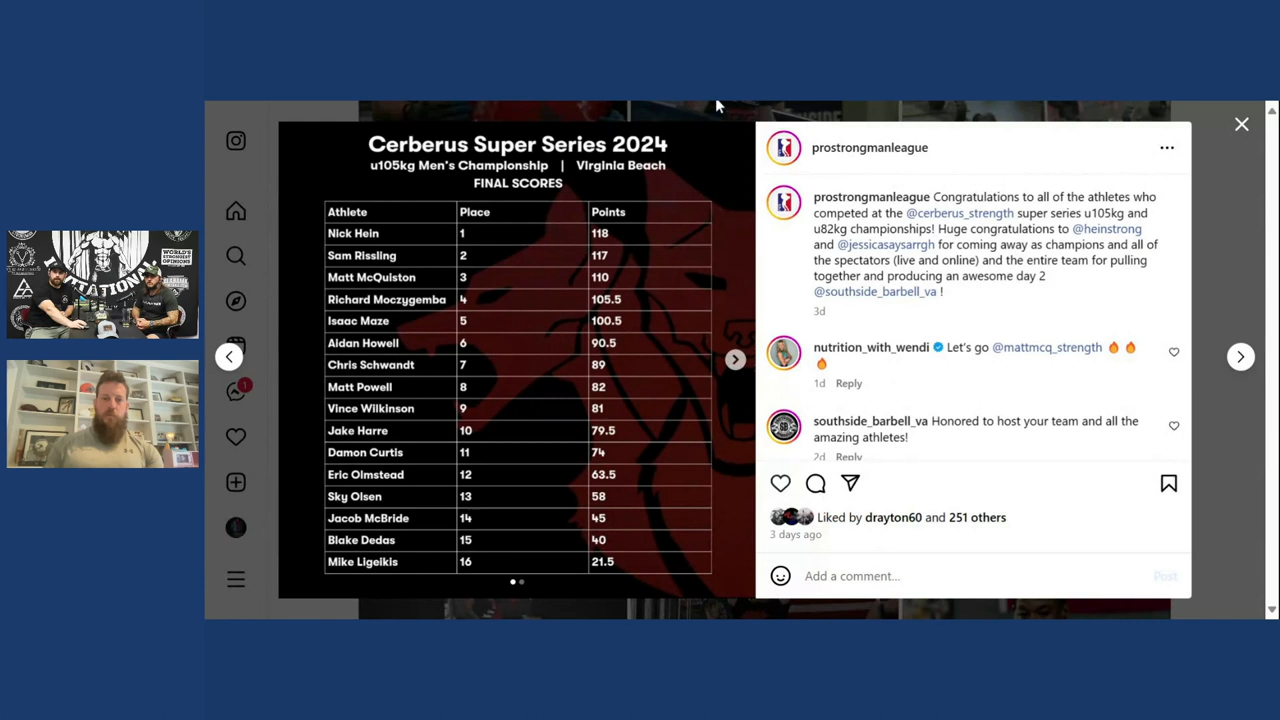 Cerberus Super Series 2024
u105kg Men's Championship | Virginia Beach
FINAL SCORES
Athlete Place Points
Nick Hein 1 118
Sam Rissling 2 117
Matt McQuiston 3 110
Richard Moczygemba 4 105.5
Isaac Maze 5 100.5
Aidan Howell 6 90.5
Chris Schwandt 7 89
Matt Powell 8 82
Vince Wilkinson 9 81
Jake Harre 10 79.5
Damon Curtis 11 74
Eric Olmstead 12 63.5
Sky Olsen 13 58
Jacob McBride 14 45
Blake Dedas 15 40
Mike Ligeikis 16 21.5
prostrongmanleague
prostrongmanleague Congratulations to all of the athletes who
competed at the @cerberus_strength super series u105kg and
u82kg championships! Huge congratulations to @heinstrong
and @jessicasaysarrgh for coming away as champions and all of
the spectators (live and online) and the entire team for pulling
together and producing an awesome day 2
@southside_barbell_va !
3d
nutrition_with_wendi Let's go @mattmcq_strength
1d Reply
southside_barbell_va Honored to host your team and all the
amazing athletes!
2d Reply
Liked by drayton60 and 251 others
3 days ago
Add a comment...
Post
1
WORLD'S
STRONGEST
OPINIONS